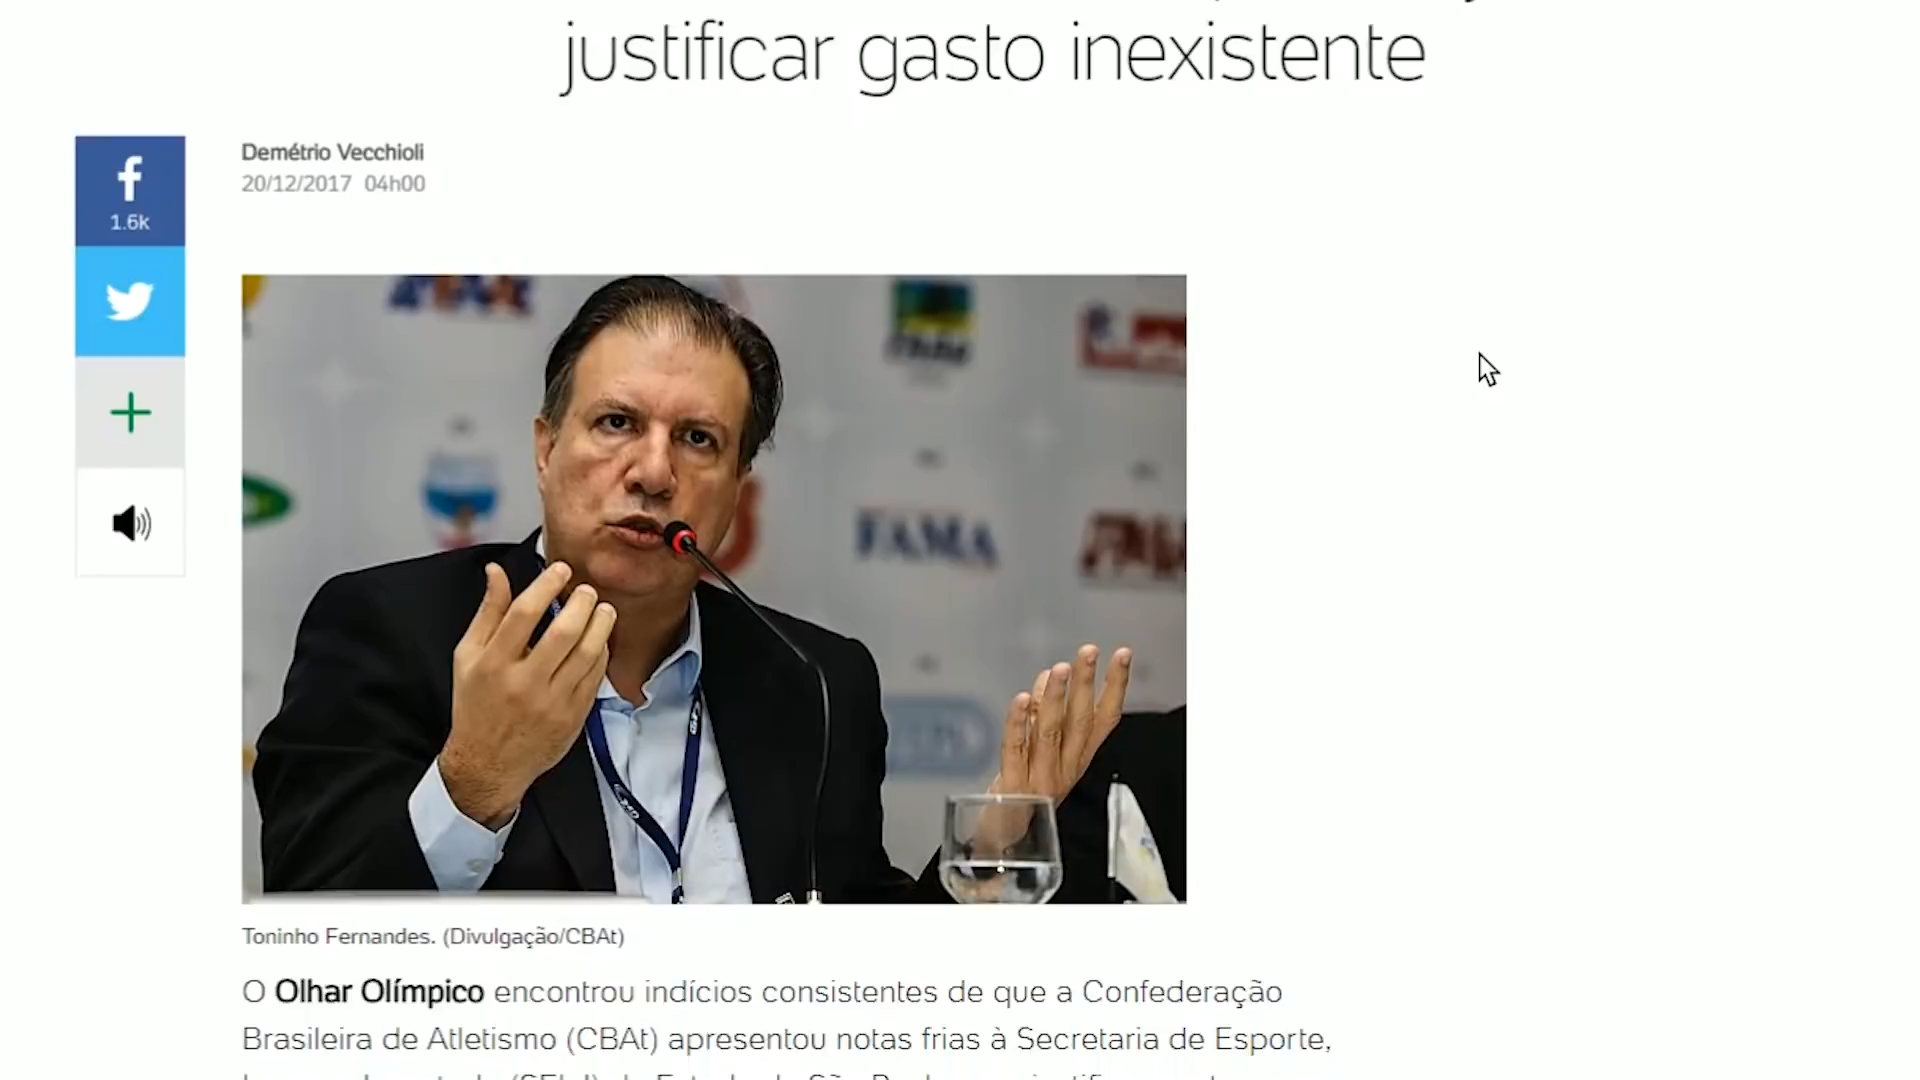 justificar gasto inexistente
Demétrio Vecchioli
20/12/2017 04h00
1.6k
FAMA
Toninho Fernandes. (Divulgação/CBAt)
O Olhar Olímpico encontrou indícios consistentes de que a Confederação
Brasileira de Atletismo (CBAt) apresentou notas frias à Secretaria de Esporte,